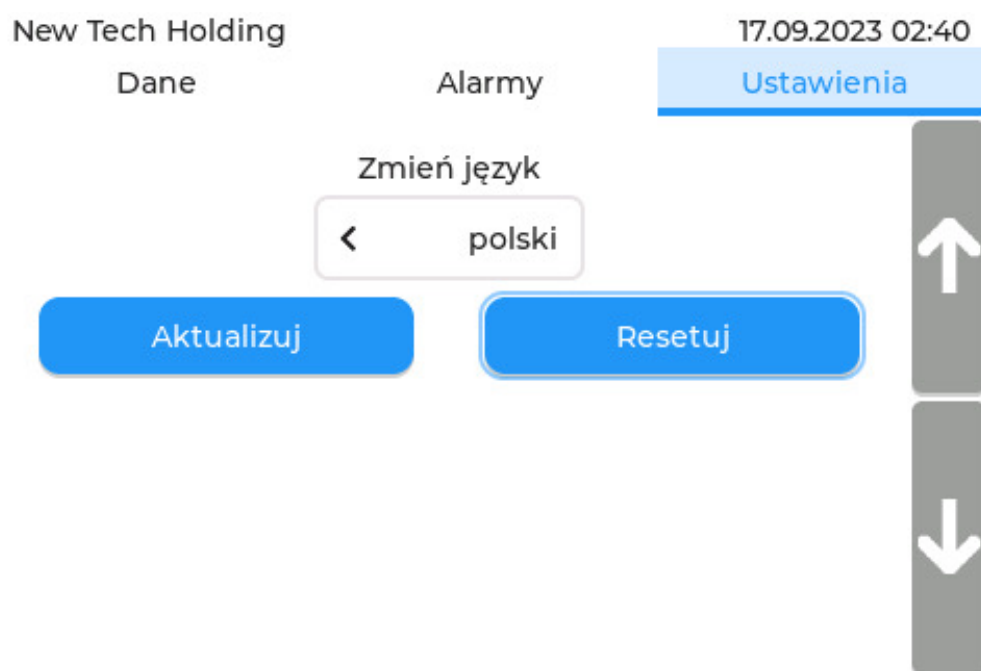 New Tech Holding 17.09.2023 02:40
Dane Alarmy Ustawienia
Zmień język
polski
Aktualizuj Resetuj